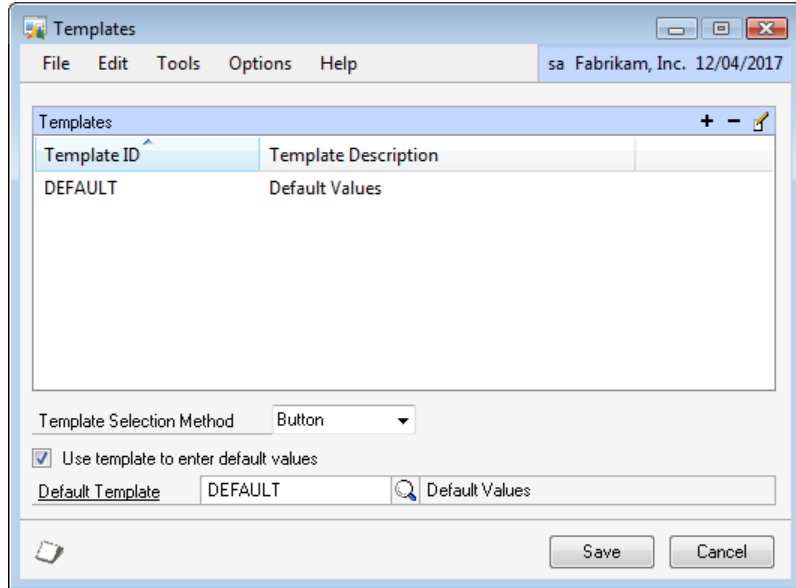 Templates
File Edit Tools Options Help sa Fabrikam, Inc. 12/04/2017
Templates
Template ID Template Description
DEFAULT Default Values
Template Selection Method Button
Use template to enter default values
Default Template DEFAULT Default Values
Save Cancel